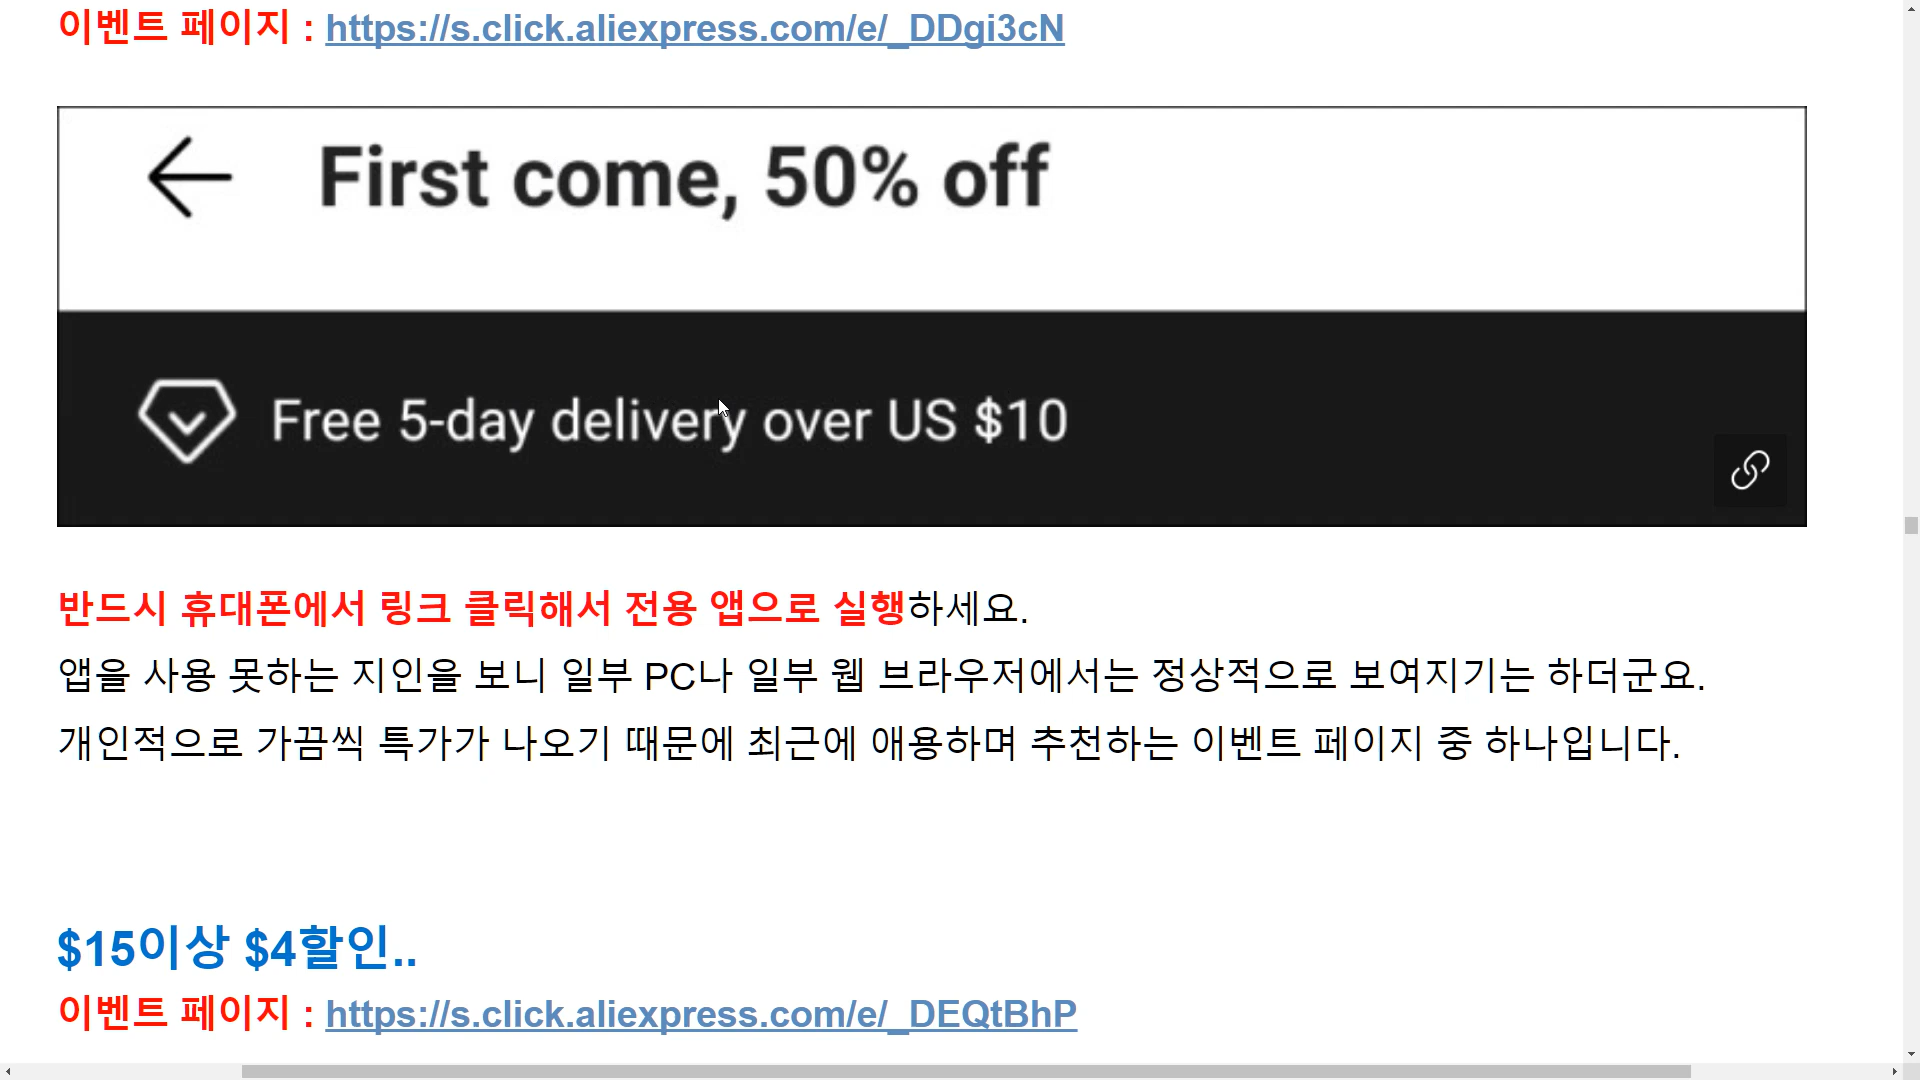 이벤트 페이지 : https://s.click.aliexpress.com/e/_DDgi3cN
First come, 50% off
Free 5-day delivery over US $10
반드시 휴대폰에서 링크 클릭해서 전용 앱으로 실행하세요.
앱을 사용 못하는 지인을 보니 일부 PC나 일부 웹 브라우저에서는 정상적으로 보여지기는 하더군요.
개인적으로 가끔씩 특가가 나오기 때문에 최근에 애용하며 추천하는 이벤트 페이지 중 하나입니다.
$15이상 $4할인..
이벤트 페이지 : https://s.click.aliexpress.com/e/_DEQtBhP